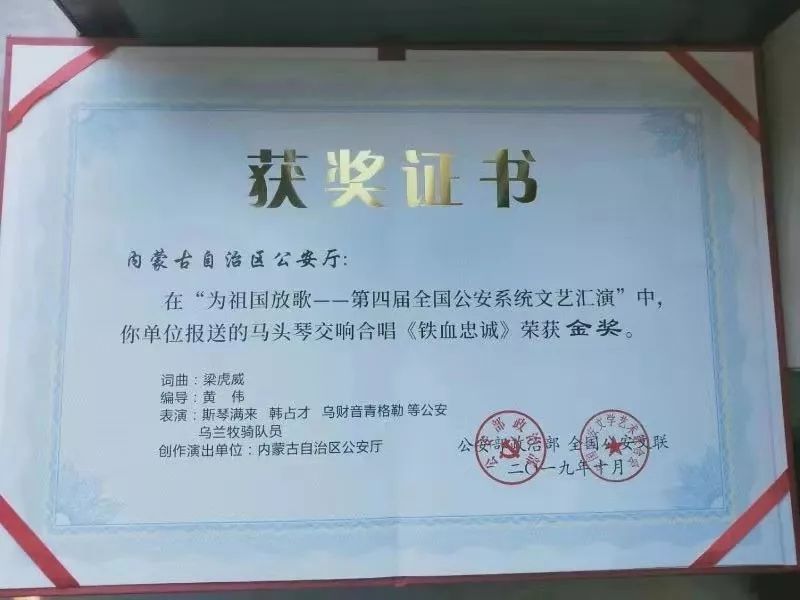 获奖证书
内蒙古自治区公安厅：
在“为祖国放歌——第四届全国公安系统文艺汇演”中，
你单位报送的马头琴交响合唱《铁血忠诚》荣获 金奖。
词曲：梁虎威
编导：黄 伟
表演：斯琴满来 韩占才 乌财音青格勒 等公安
乌兰牧骑队员
创作演出单位：内蒙古自治区公安厅
公安部政治部 全国公安文联
二〇一九年十月